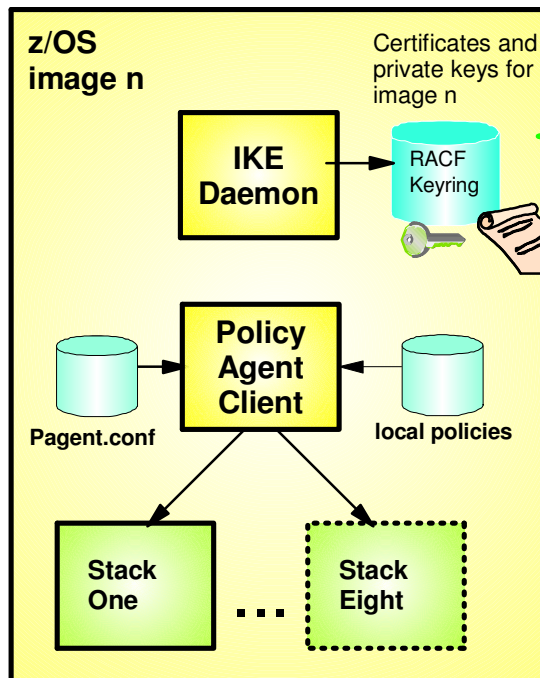 z/OS
image n
Certificates and
private keys for
image n
IKE
Daemon
RACF
Keyring
Policy
Agent
Client
Pagent.conf
local policies
Stack
One
...
Stack
Eight